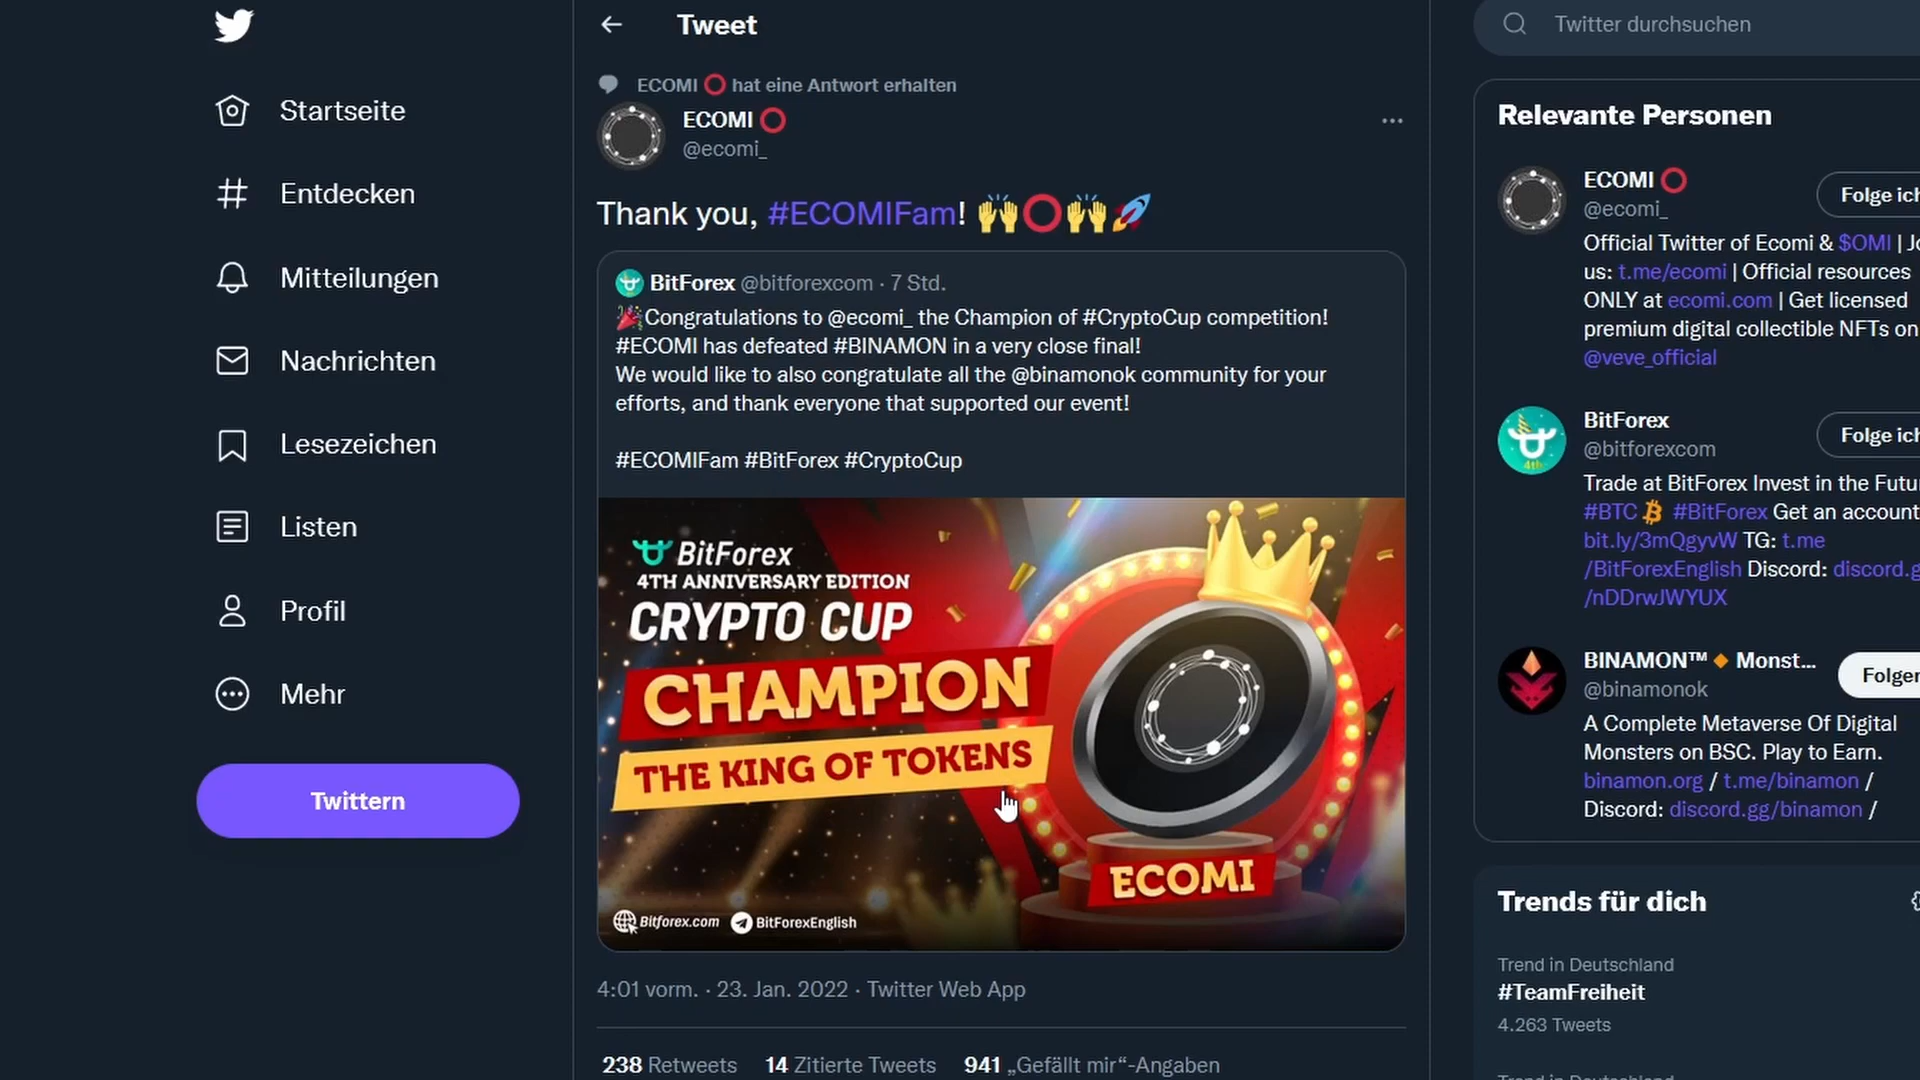 Startseite
Entdecken
Mitteilungen
Nachrichten
Lesezeichen
Listen
Profil
Mehr
Twittern
Tweet
ECOMI ⭕ hat eine Antwort erhalten
ECOMI ⭕
@ecomi_
Thank you, #ECOMIFam! 🙌⭕🙌🚀
BitForex @bitforexcom · 7 Std.
🎉Congratulations to @ecomi_ the Champion of #CryptoCup competition!
#ECOMI has defeated #BINAMON in a very close final!
We would like to also congratulate all the @binamonok community for your
efforts, and thank everyone that supported our event!
#ECOMIFam #BitForex #CryptoCup
BitForex
4TH ANNIVERSARY EDITION
CRYPTO CUP
CHAMPION
THE KING OF TOKENS
ECOMI
Bitforex.com BitForexEnglish
4:01 vorm. · 23. Jan. 2022 · Twitter Web App
238 Retweets 14 Zitierte Tweets 941 „Gefällt mir“-Angaben
Twitter durchsuchen
Relevante Personen
ECOMI ⭕
@ecomi_
Folge ich
Official Twitter of Ecomi & $OMI |
us: t.me/ecomi | Official resources
ONLY at ecomi.com | Get licensed
premium digital collectible NFTs on
@veve_official
BitForex
@bitforexcom
Folge ich
Trade at BitForex Invest in the
#BTC #BitForex Get an account
bit.ly/3mQgyvW TG: t.me
/BitForexEnglish Discord:
/nDDrwJWYUX
BINAMON™🔸 Monst...
@binamonok
Folgen
A Complete Metaverse Of Digital
Monsters on BSC. Play to Earn.
binamon.org / t.me/binamon /
Discord: discord.gg/binamon /
Trends für dich
Trend in Deutschland
#TeamFreiheit
4.263 Tweets